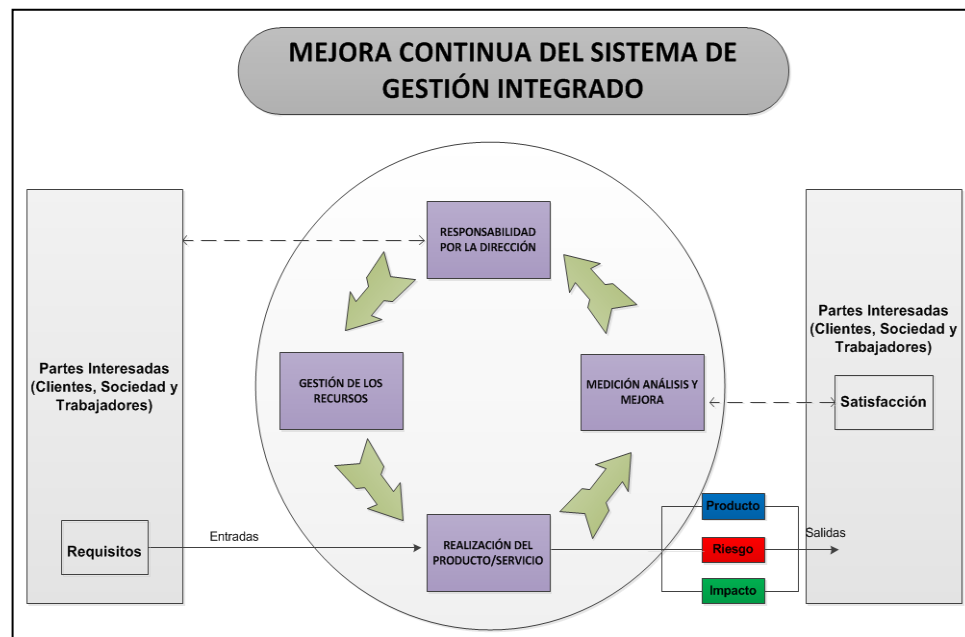 MEJORA CONTINUA DEL SISTEMA DE
GESTIÓN INTEGRADO
RESPONSABILIDAD
POR LA DIRECCIÓN
Partes Interesadas
(Clientes, Sociedad y
Trabajadores)
GESTIÓN DE LOS
RECURSOS
MEDICIÓN ANÁLISIS Y
MEJORA
Partes Interesadas
(Clientes, Sociedad y
Trabajadores)
Satisfacción
Requisitos
Entradas
REALIZACIÓN DEL
PRODUCTO/SERVICIO
Producto
Riesgo
Impacto
Salidas